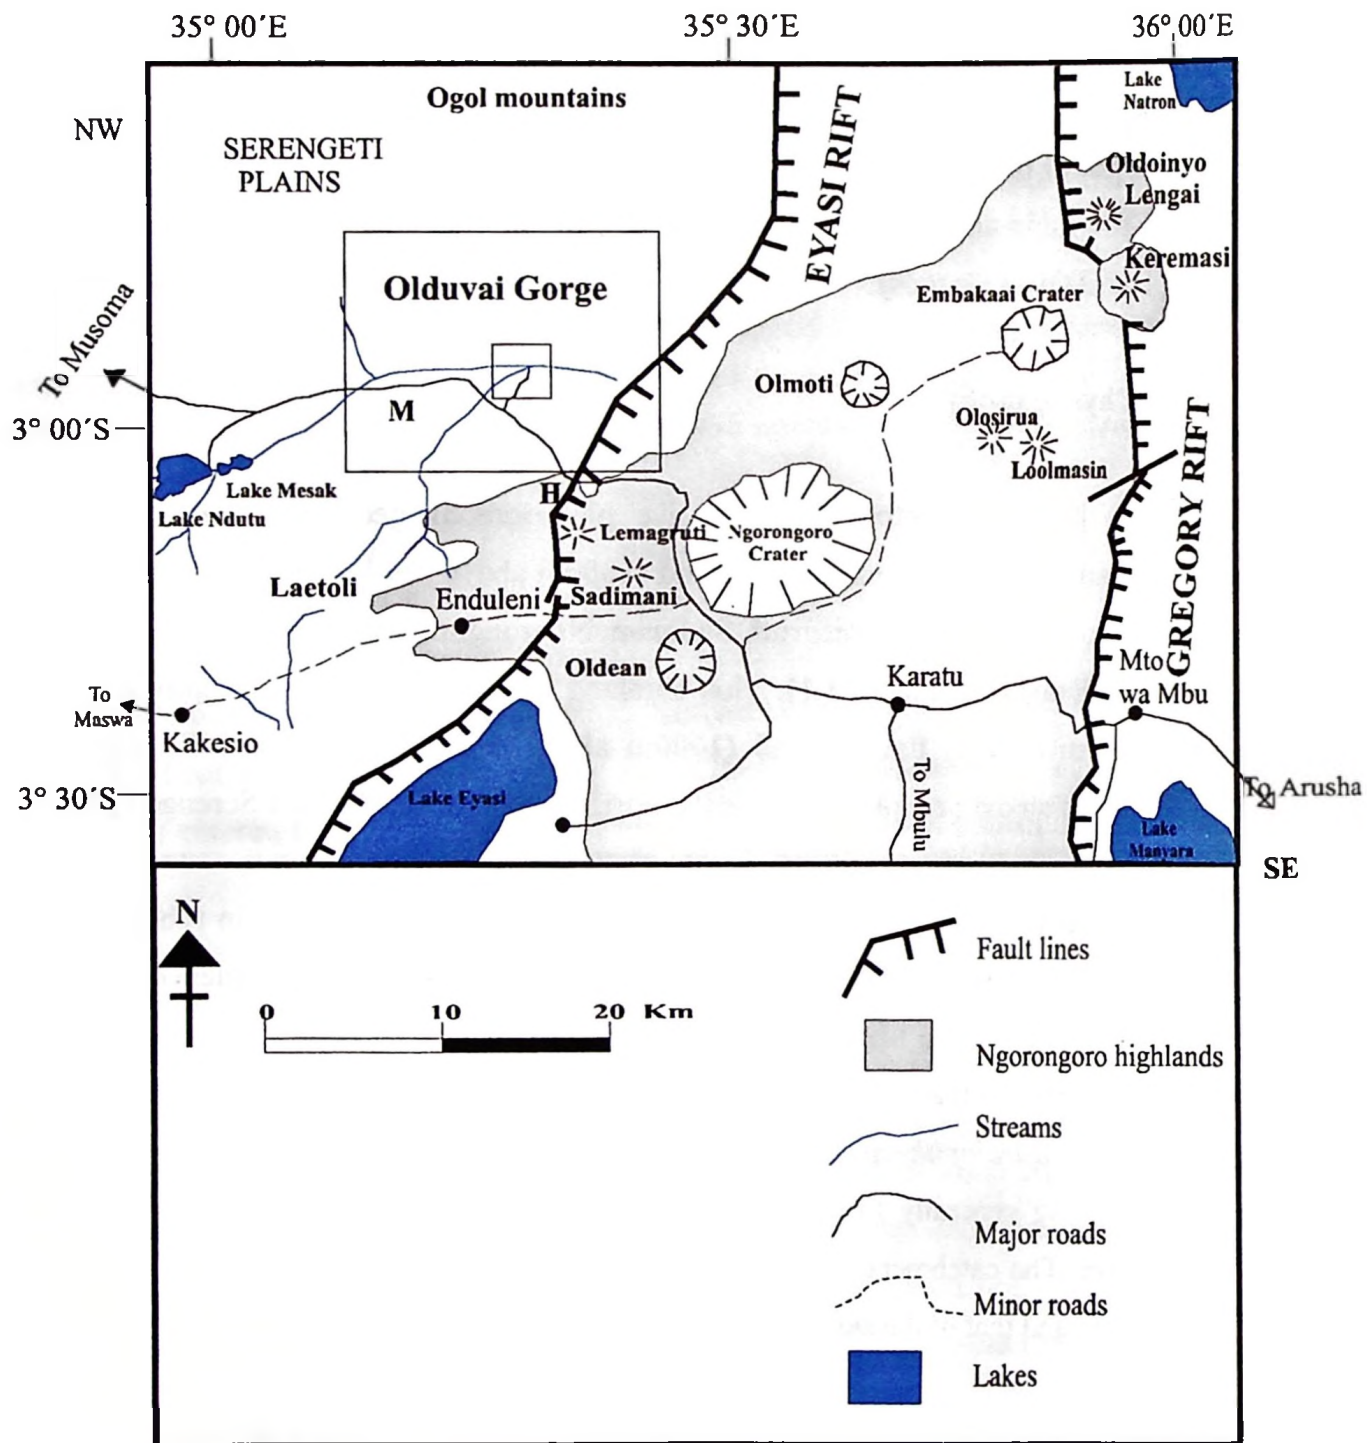 35° 00´E
35° 30´E
36° 00´E
NW
Ogol mountains
SERENGETI
PLAINS
EYASI RIFT
Lake
Natron
Oldoinyo
Lengai
Keremasi
Olduvai Gorge
Embakaai Crater
To Musoma
Olmoti
M
3° 00´S
Olosirua
Loolmasin
GREGORY RIFT
Lake Mesak
Lake Ndutu
H
Lemagruti
Ngorongoro
Crater
Laetoli
Enduleni
Sadimani
Oldean
Karatu
Mto
wa Mbu
To
Maswa
Kakesio
3° 30´S
Lake Eyasi
To Mbulu
To Arusha
Lake
Manyara
SE
N
0 10 20 Km
Fault lines
Ngorongoro highlands
Streams
Major roads
Minor roads
Lakes